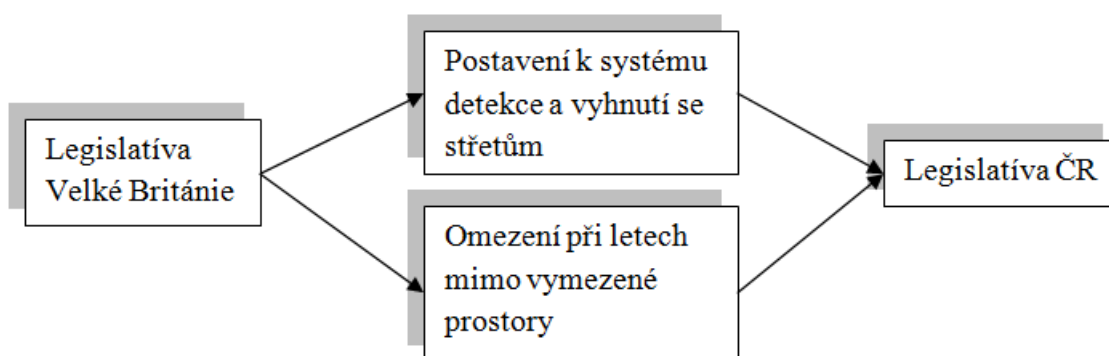 Legislatíva
Velké Británie
Postavení k systému
detekce a vyhnutí se
střetům
Omezení při letech
mimo vymezené
prostory
Legislatíva ČR